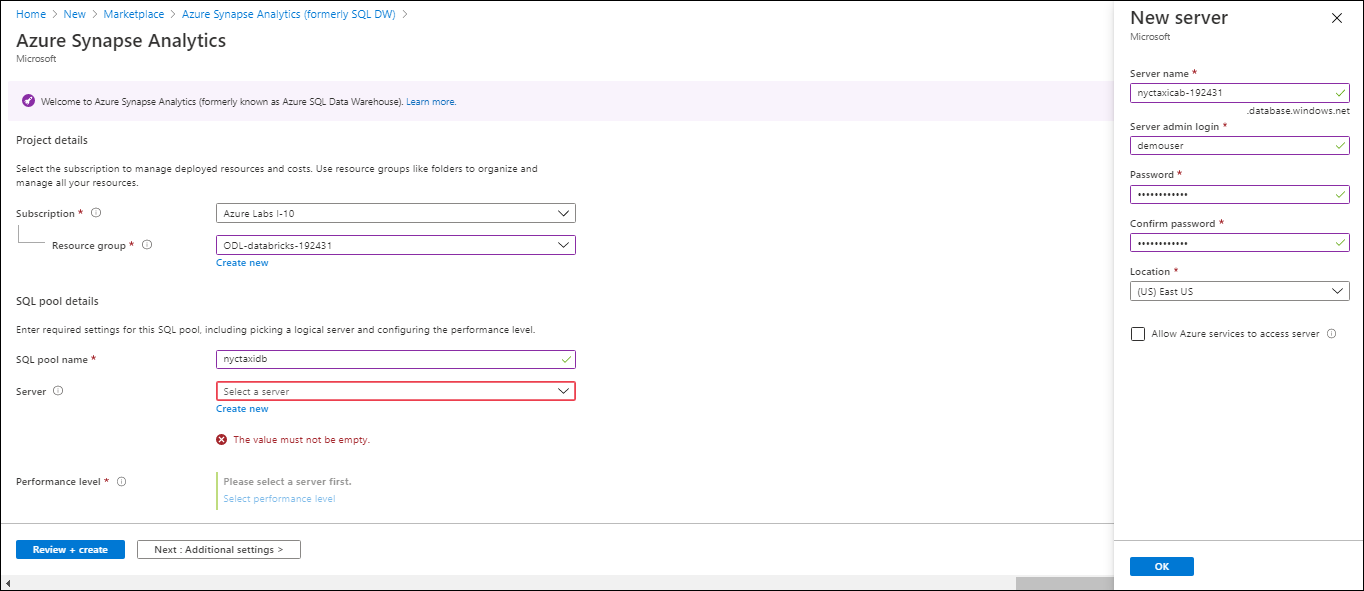 Home > New > Marketplace > Azure Synapse Analytics (formerly SQL DW) >
Azure Synapse Analytics
Microsoft
Welcome to Azure Synapse Analytics (formerly known as Azure SQL Data Warehouse). Learn more.
Project details
Select the subscription to manage deployed resources and costs. Use resource groups like folders to organize and
manage all your resources.
Subscription *
Azure Labs I-10
Resource group *
ODL-databricks-192431
Create new
SQL pool details
Enter required settings for this SQL pool, including picking a logical server and configuring the performance level.
SQL pool name *
nyctaxidb
Server
Select a server
Create new
The value must not be empty.
Performance level *
Please select a server first.
Select performance level
Review + create
Next : Additional settings >
New server
Microsoft
Server name *
nyctaxicab-192431
.database.windows.net
Server admin login *
demouser
Password *
••••••••••••
Confirm password *
••••••••••••
Location *
(US) East US
Allow Azure services to access server
OK